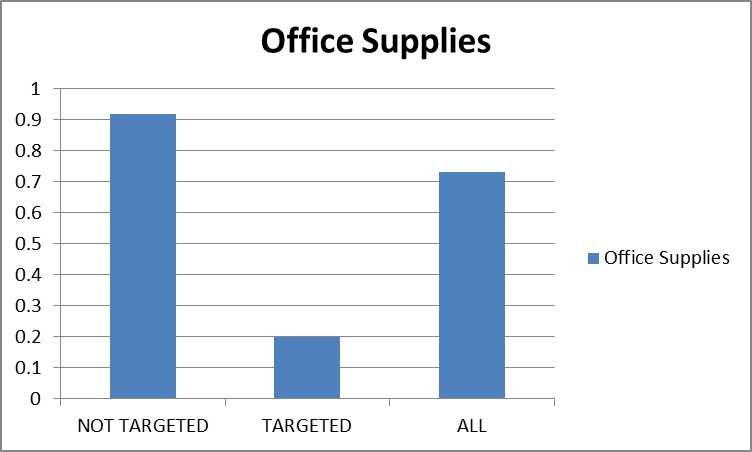 Office Supplies
1
0.9
0.8
0.7
0.6
0.5
0.4
0.3
0.2
0.1
0
Office Supplies
NOT TARGETED
TARGETED
ALL